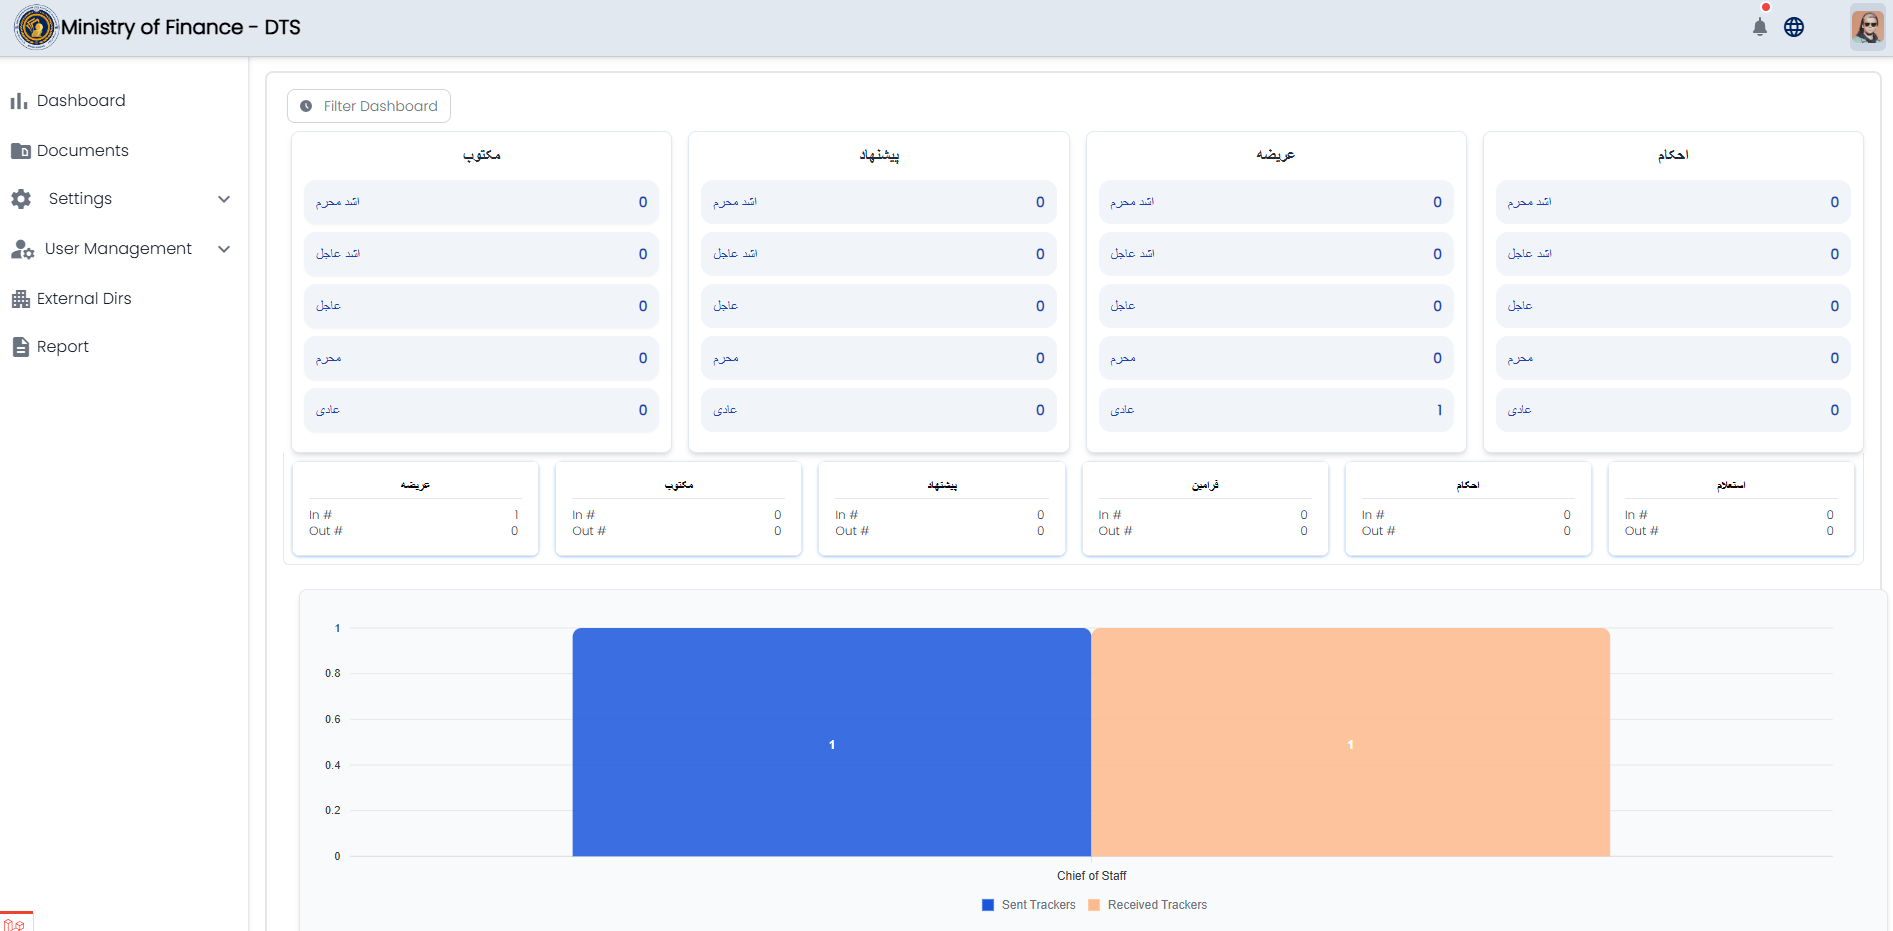 Ministry of Finance - DTS
Dashboard
Documents
Settings
User Management
External Dirs
Report
Filter Dashboard
مکتوب
اشد محرم 0
اشد عاجل 0
عاجل 0
محرم 0
عادی 0
پیشنهاد
اشد محرم 0
اشد عاجل 0
عاجل 0
محرم 0
عادی 0
عریضه
اشد محرم 0
اشد عاجل 0
عاجل 0
محرم 0
عادی 1
احکام
اشد محرم 0
اشد عاجل 0
عاجل 0
محرم 0
عادی 0
عریضه
In # 1
Out # 0
مکتوب
In # 0
Out # 0
پیشنهاد
In # 0
Out # 0
فرامین
In # 0
Out # 0
احکام
In # 0
Out # 0
استعلام
In # 0
Out # 0
1
0.8
0.6
0.4
0.2
0
1
1
Chief of Staff
Sent Trackers
Received Trackers